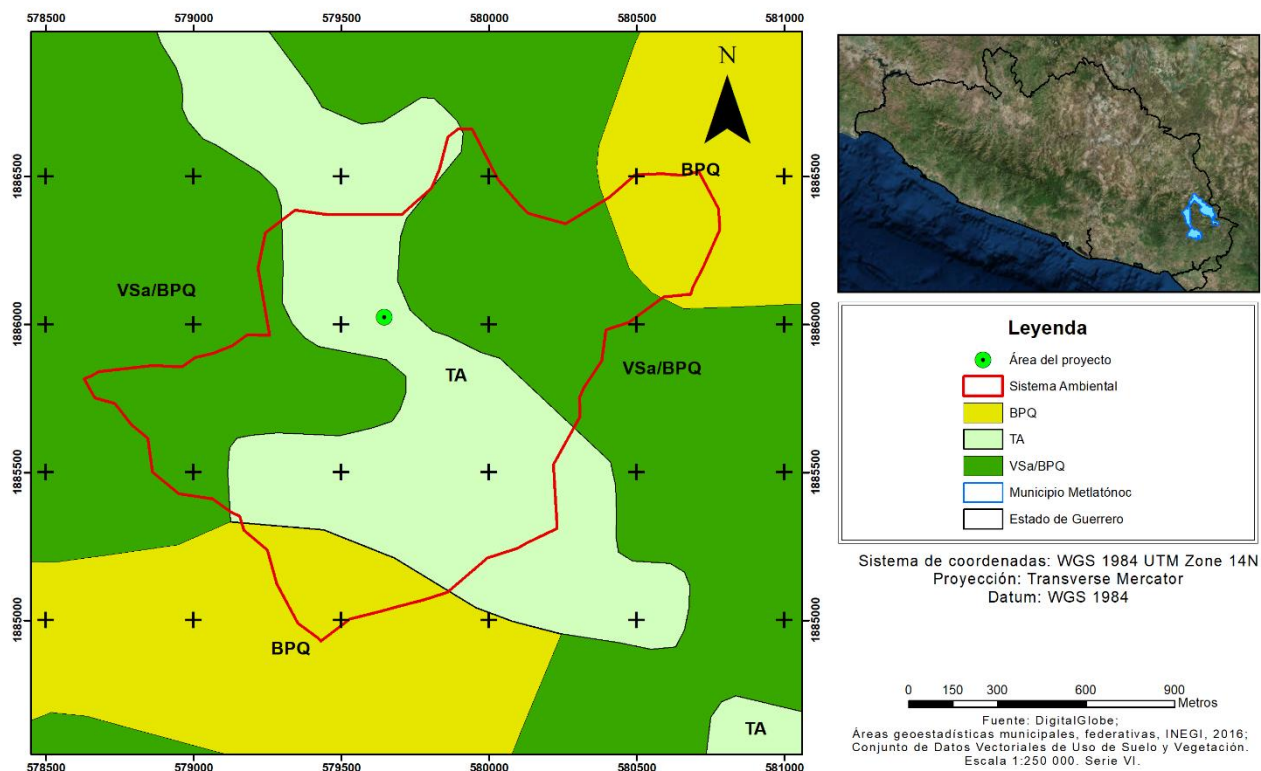 578500 579000 579500 580000 580500 581000
N
1886500
1886500
BPQ
VSa/BPQ
1886000
1886000
TA
VSa/BPQ
1885500
1885500
1885000
1885000
BPQ
TA
578500 579000 579500 580000 580500 581000
Leyenda
Área del proyecto
Sistema Ambiental
BPQ
TA
VSa/BPQ
Municipio Metlatónoc
Estado de Guerrero
Sistema de coordenadas: WGS 1984 UTM Zone 14N
Proyección: Transverse Mercator
Datum: WGS 1984
0 150 300 600 900
Metros
Fuente: DigitalGlobe;
Áreas geoestadísticas municipales, federativas, INEGI, 2016;
Conjunto de Datos Vectoriales de Uso de Suelo y Vegetación.
Escala 1:250 000. Serie VI.